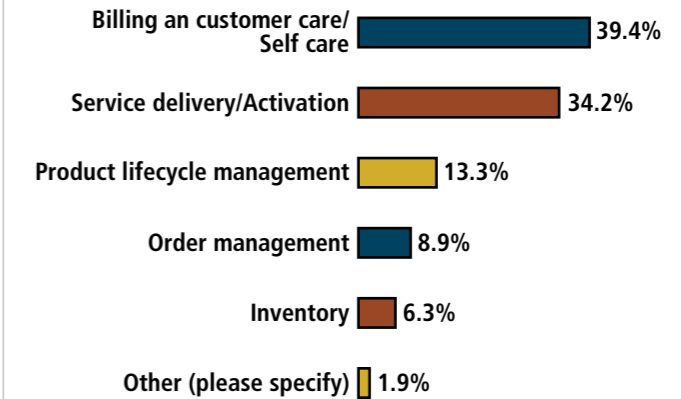 Billing an customer care/
Self care 39.4%
Service delivery/Activation 34.2%
Product lifecycle management 13.3%
Order management 8.9%
Inventory 6.3%
Other (please specify) 1.9%